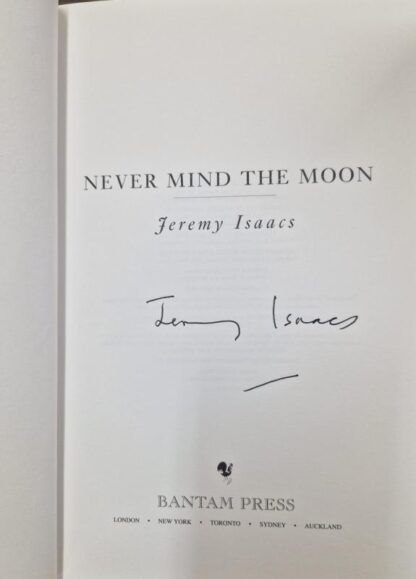 NEVER MIND THE MOON
Jeremy Isaacs
Jeremy Isaacs
BANTAM PRESS
LONDON • NEW YORK • TORONTO • SYDNEY • AUCKLAND